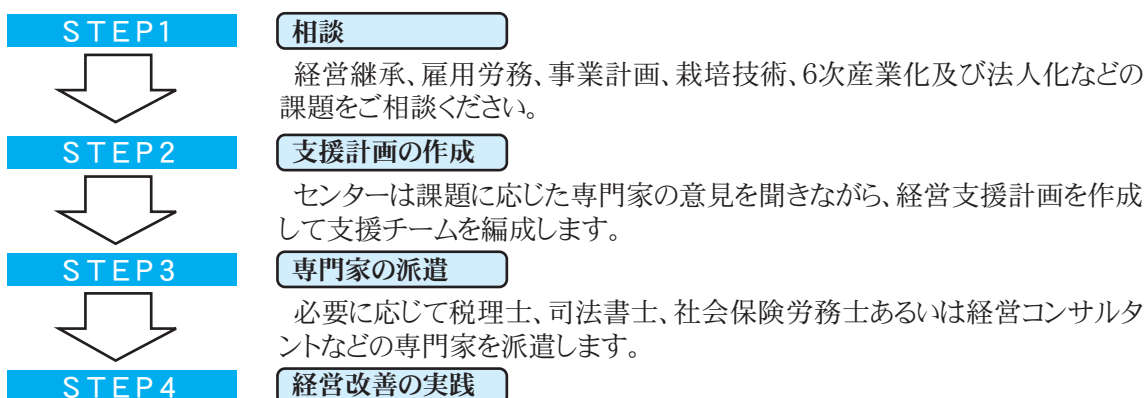 STEP1
相談
経営継承、雇用労務、事業計画、栽培技術、6次産業化及び法人化などの
課題をご相談ください。
STEP2
支援計画の作成
センターは課題に応じた専門家の意見を聞きながら、経営支援計画を作成
して支援チームを編成します。
STEP3
専門家の派遣
必要に応じて税理士、司法書士、社会保険労務士あるいは経営コンサルタ
ントなどの専門家を派遣します。
STEP4
経営改善の実践